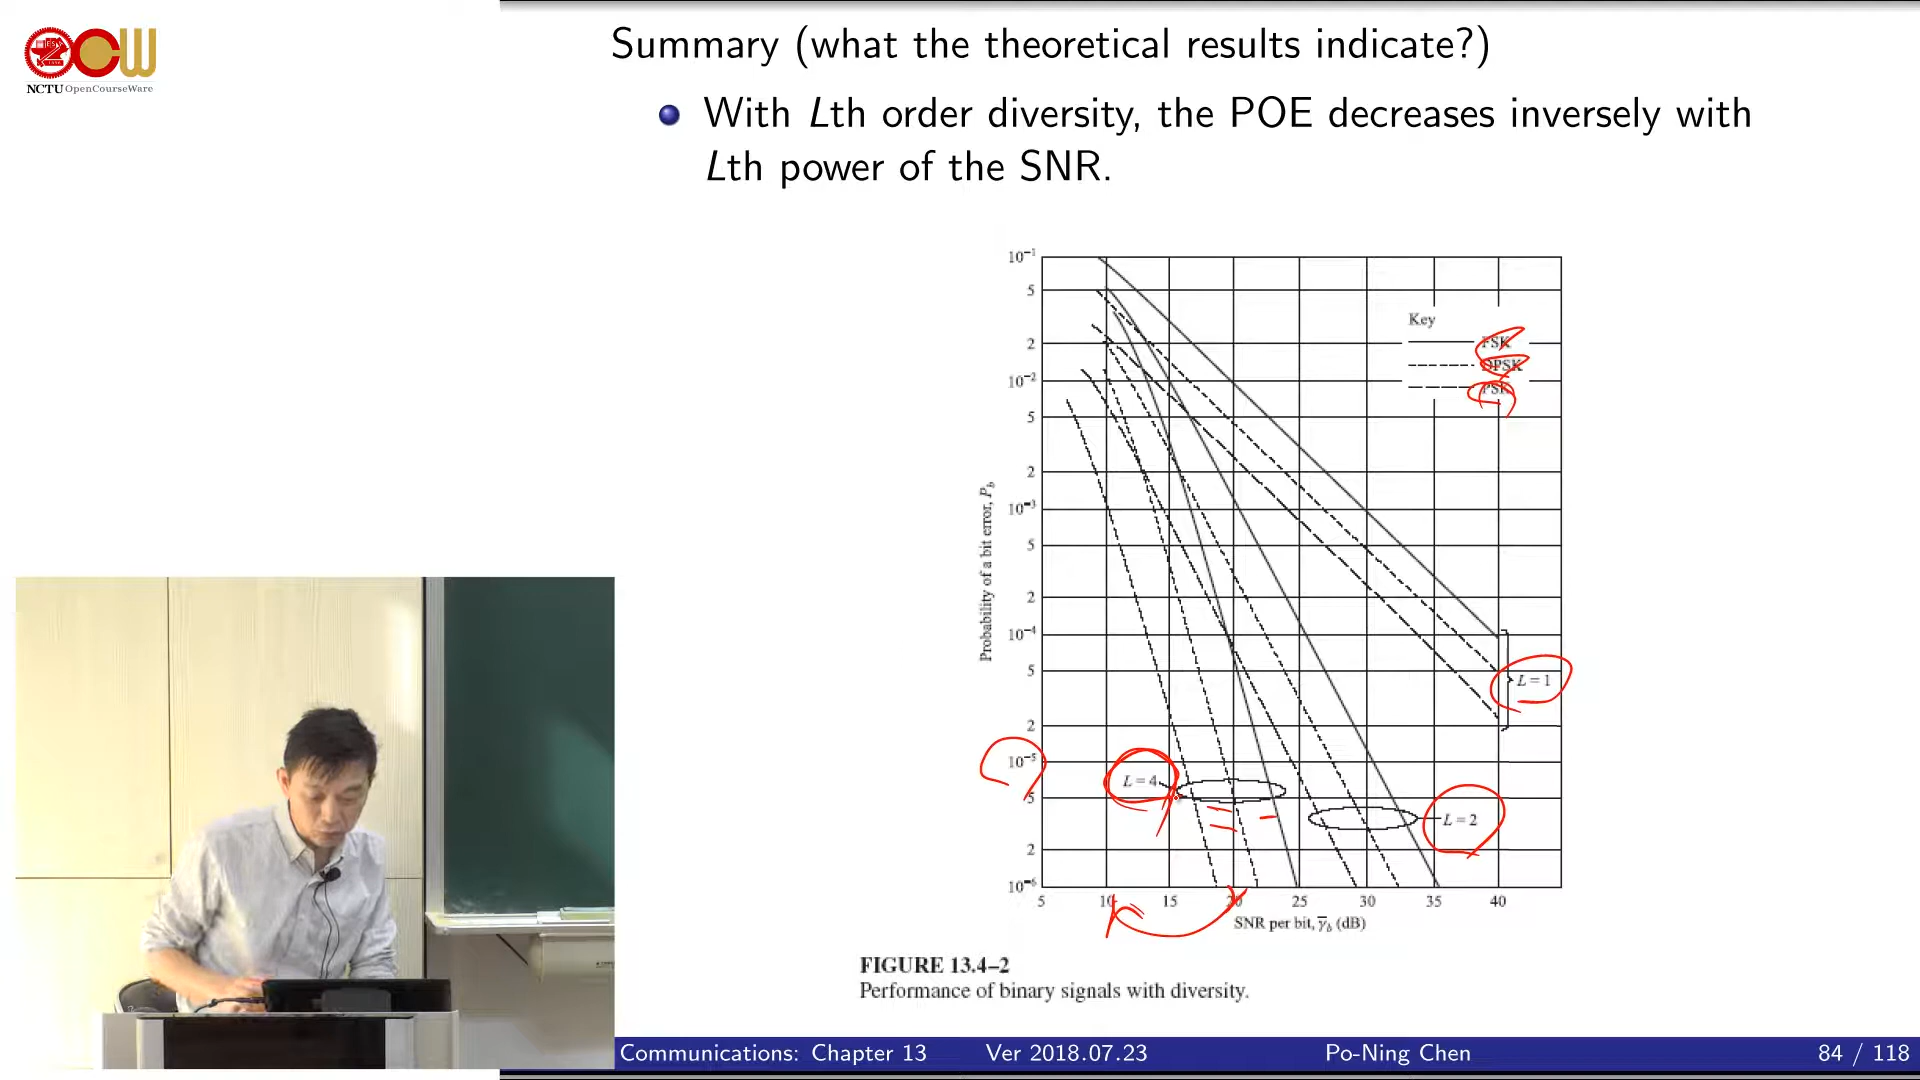 NCTU OpenCourseWare
Summary (what the theoretical results indicate?)
With Lth order diversity, the POE decreases inversely with
Lth power of the SNR.
10⁻¹
5
2
10⁻²
5
2
10⁻³
5
2
10⁻⁴
5
2
10⁻⁵
5
2
10⁻⁶
Probability of a bit error, P_b
Key
FSK
DPSK
PSK
L = 1
L = 4
L = 2
5 10 15 20 25 30 35 40
SNR per bit, γ̅_b (dB)
FIGURE 13.4–2
Performance of binary signals with diversity.
Communications: Chapter 13 Ver 2018.07.23 Po-Ning Chen 84 / 118